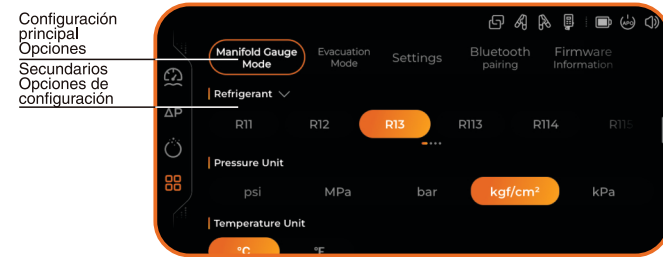 Configuración
principal
Opciones
Secundarios
Opciones de
configuración
APO
Manifold Gauge
Mode
Evacuation
Mode
Settings
Bluetooth
pairing
Firmware
Information
Refrigerant
ΔP
R11 R12 R13 R113 R114 R115
Pressure Unit
psi MPa bar kgf/cm² kPa
Temperature Unit
°C °F